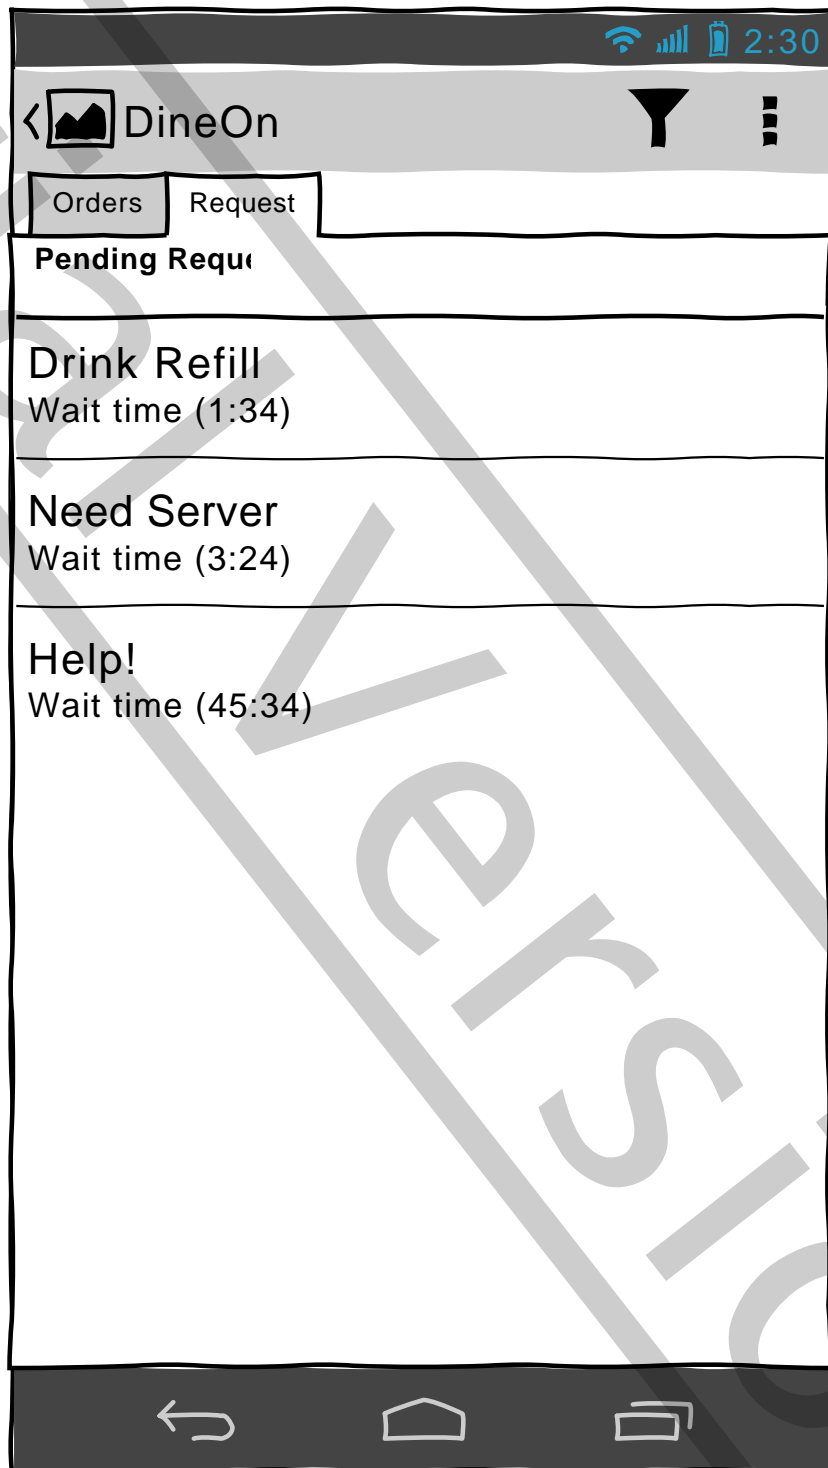 2:30
DineOn
Orders
Request
Pending Reque
Drink Refill
Wait time (1:34)
Need Server
Wait time (3:24)
Help!
Wait time (45:34)